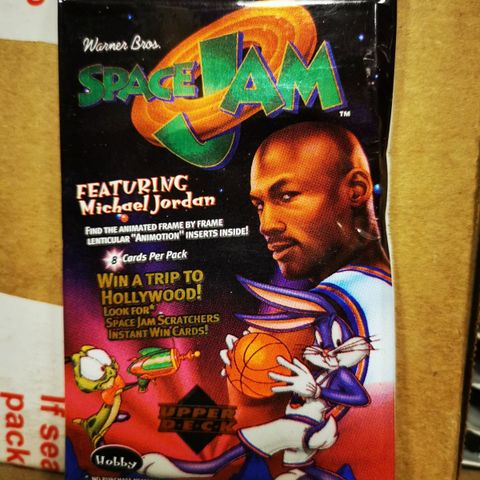 Warner Bros.
SPACE JAM
™
FEATURING
Michael Jordan
FIND THE ANIMATED FRAME BY FRAME
LENTICULAR "ANIMOTION" INSERTS INSIDE!
8 Cards Per Pack
WIN A TRIP TO
HOLLYWOOD!
LOOK FOR*
SPACE JAM SCRATCHERS
INSTANT WIN CARDS!
UPPER
DECK
Hobby
NO PURCHASE
If sea
pack